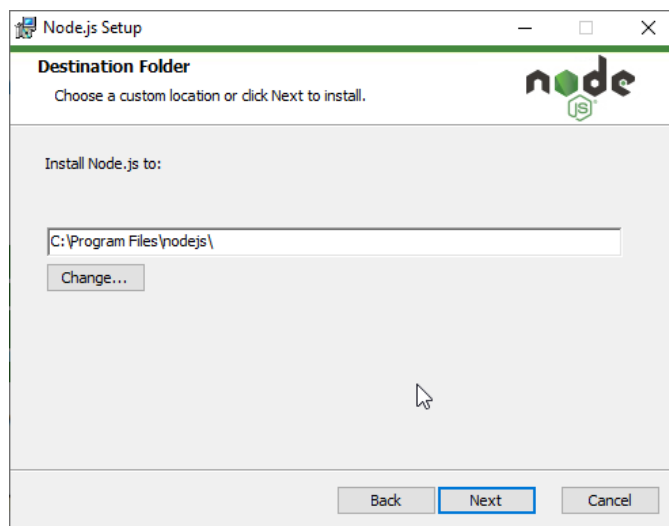 Node.js Setup
Destination Folder
Choose a custom location or click Next to install.
node
JS
Install Node.js to:
C:\Program Files\nodejs\
Change...
Back Next Cancel